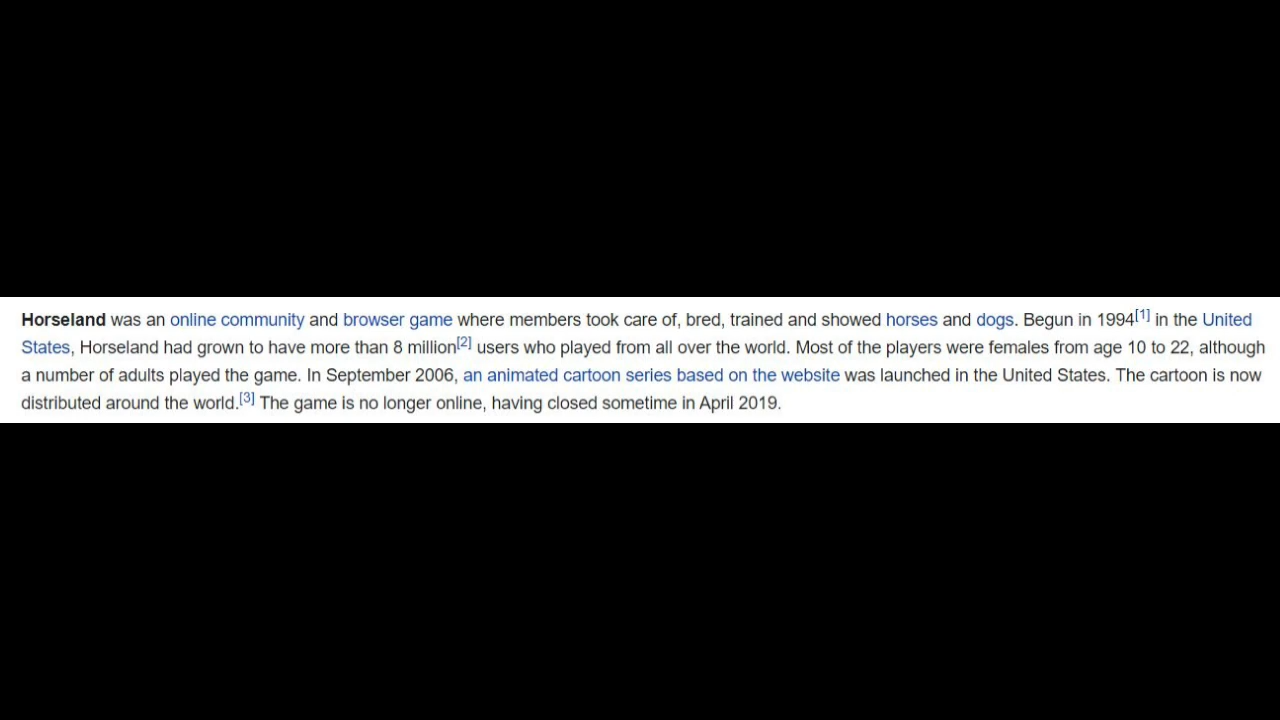 Horseland was an online community and browser game where members took care of, bred, trained and showed horses and dogs. Begun in 1994[1] in the United
States, Horseland had grown to have more than 8 million[2] users who played from all over the world. Most of the players were females from age 10 to 22, although
a number of adults played the game. In September 2006, an animated cartoon series based on the website was launched in the United States. The cartoon is now
distributed around the world.[3] The game is no longer online, having closed sometime in April 2019.